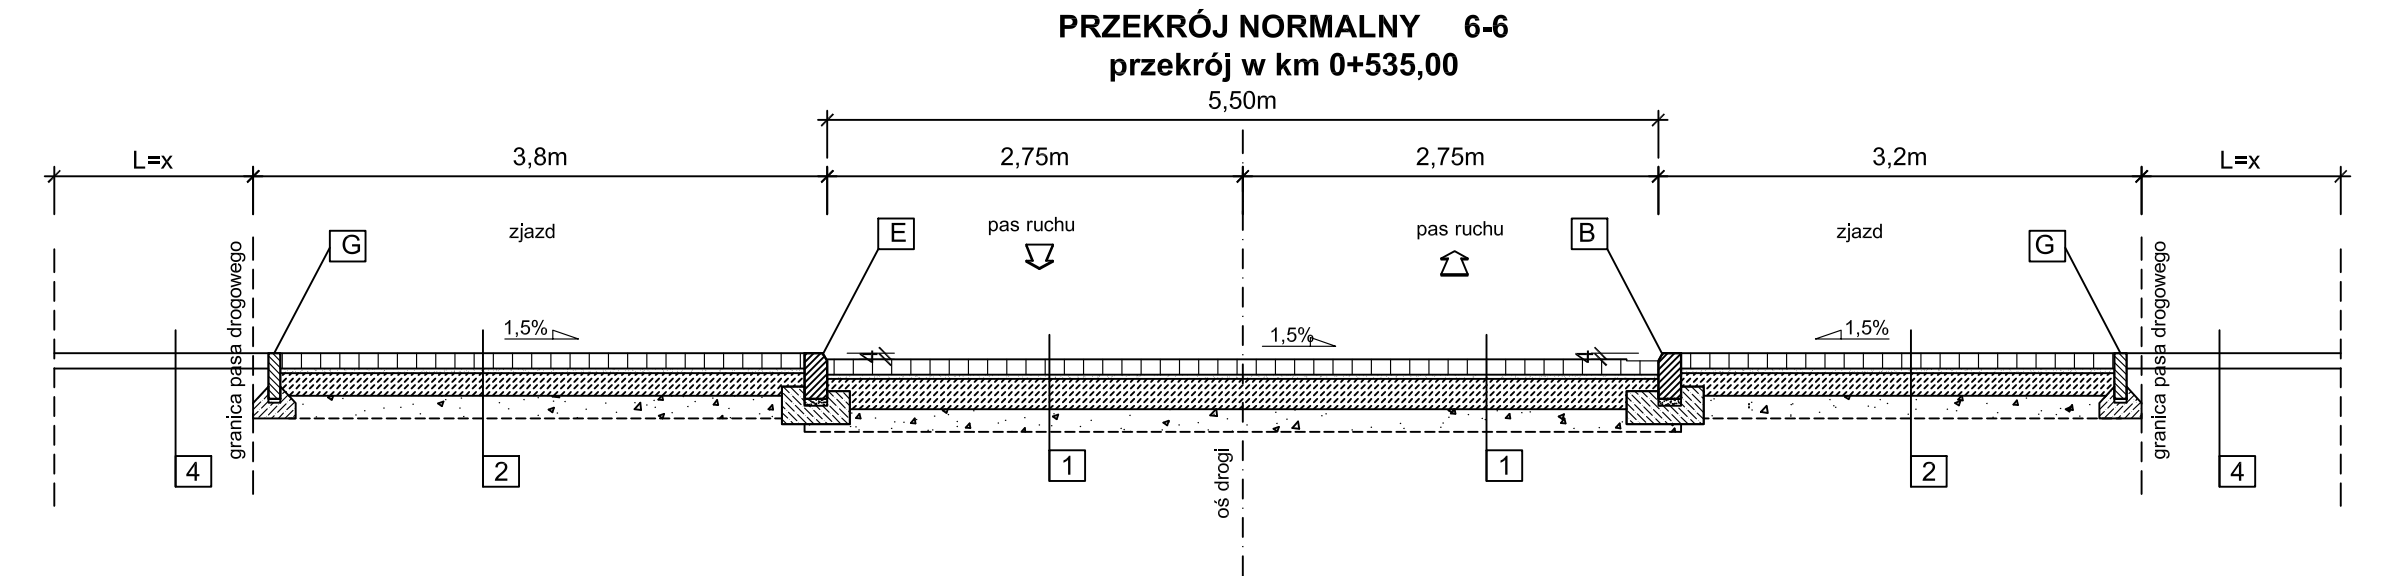 PRZEKRÓJ NORMALNY 6-6
przekrój w km 0+535,00
5,50m
L=x
3,8m
2,75m
2,75m
3,2m
L=x
G
zjazd
E
pas ruchu
pas ruchu
B
zjazd
G
granica pasa drogowego
granica pasa drogowego
1,5%
4
1,5%
4
1,5%
4
2
1
1
2
4
oś drogi